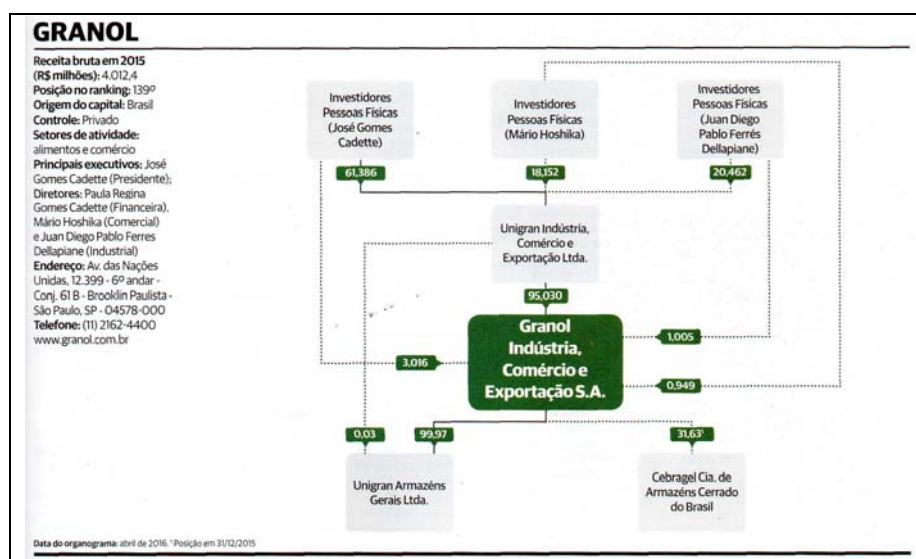 GRANOL
Receita bruta em 2015
(R$ milhões): 4.012,4
Posição no ranking: 139º
Origem do capital: Brasil
Controle: Privado
Setores de atividade:
alimentos e comércio
Principais executivos: José
Gomes Cadette (Presidente);
Diretores: Paula Regina
Gomes Cadette (Financeira),
Mário Hoshika (Comercial)
e Juan Diego Pablo Ferres
Dellapiane (Industrial)
Endereço: Av. das Nações
Unidas, 12.399 - 6º andar -
Conj. 61 B - Brooklin Paulista -
São Paulo, SP - 04578-000
Telefone: (11) 2162-4400
www.granol.com.br
Investidores
Pessoas Físicas
(José Gomes
Cadette)
Investidores
Pessoas Físicas
(Mário Hoshika)
Investidores
Pessoas Físicas
(Juan Diego
Pablo Ferrés
Dellapiane)
61,386
18,152
20,462
Unigran Indústria,
Comércio e
Exportação Ltda.
95,030
Granol
Indústria,
Comércio e
Exportação S.A.
3,016
1,005
0,949
0,03
99,97
31,63¹
Unigran Armazéns
Gerais Ltda.
Cebragel Cia. de
Armazéns Cerrado
do Brasil
Data do organograma: abril de 2016. ¹Posição em 31/12/2015